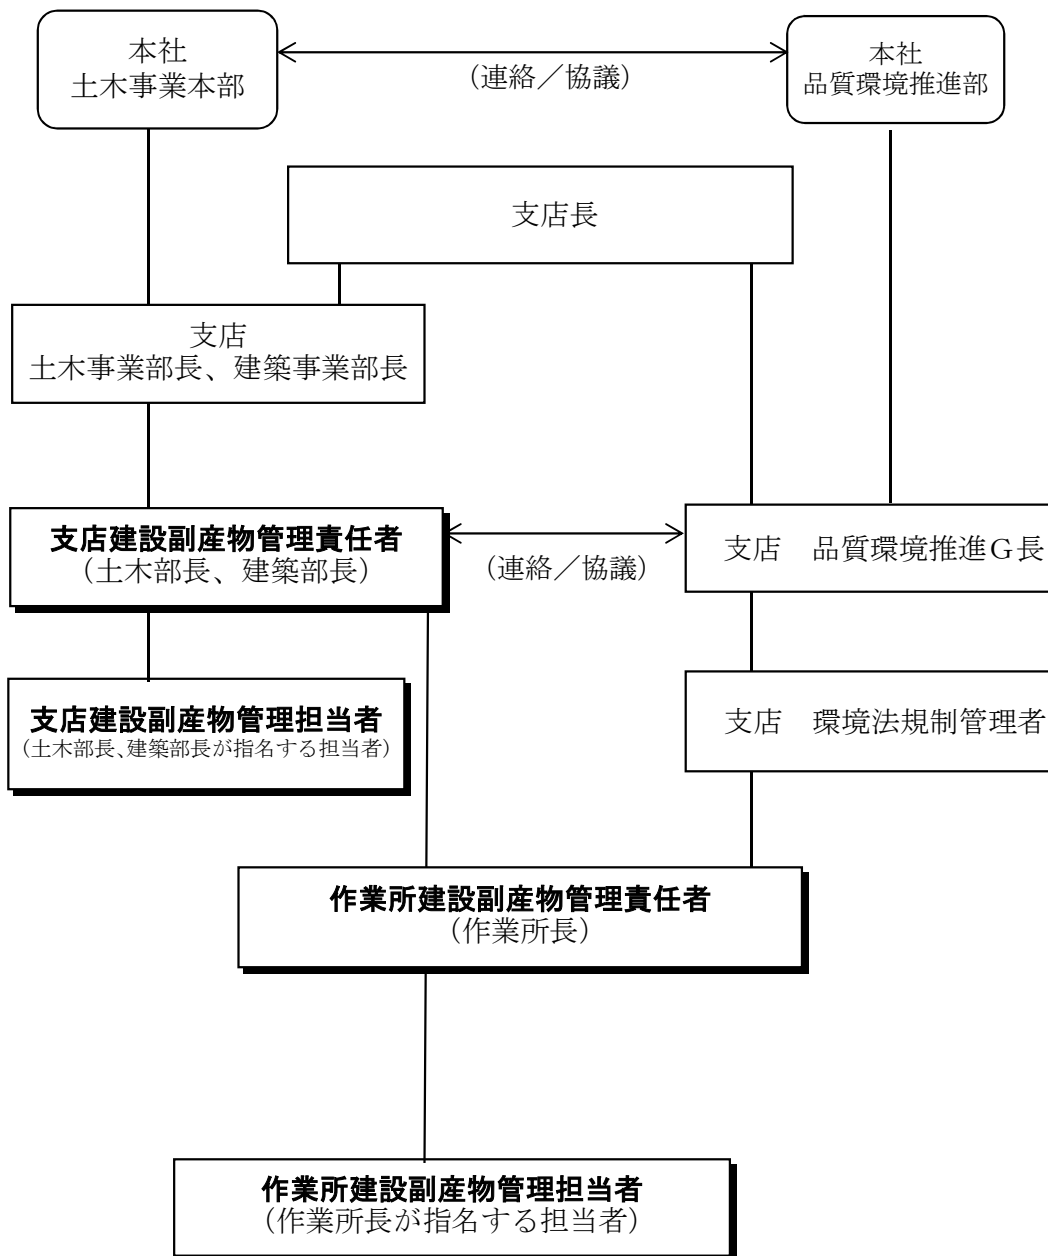 本社
土木事業本部
（連絡／協議）
本社
品質環境推進部
支店長
支店
土木事業部長、建築事業部長
支店建設副産物管理責任者
（土木部長、建築部長）
（連絡／協議）
支店　品質環境推進Ｇ長
支店建設副産物管理担当者
（土木部長、建築部長が指名する担当者）
支店　環境法規制管理者
作業所建設副産物管理責任者
（作業所長）
作業所建設副産物管理担当者
（作業所長が指名する担当者）